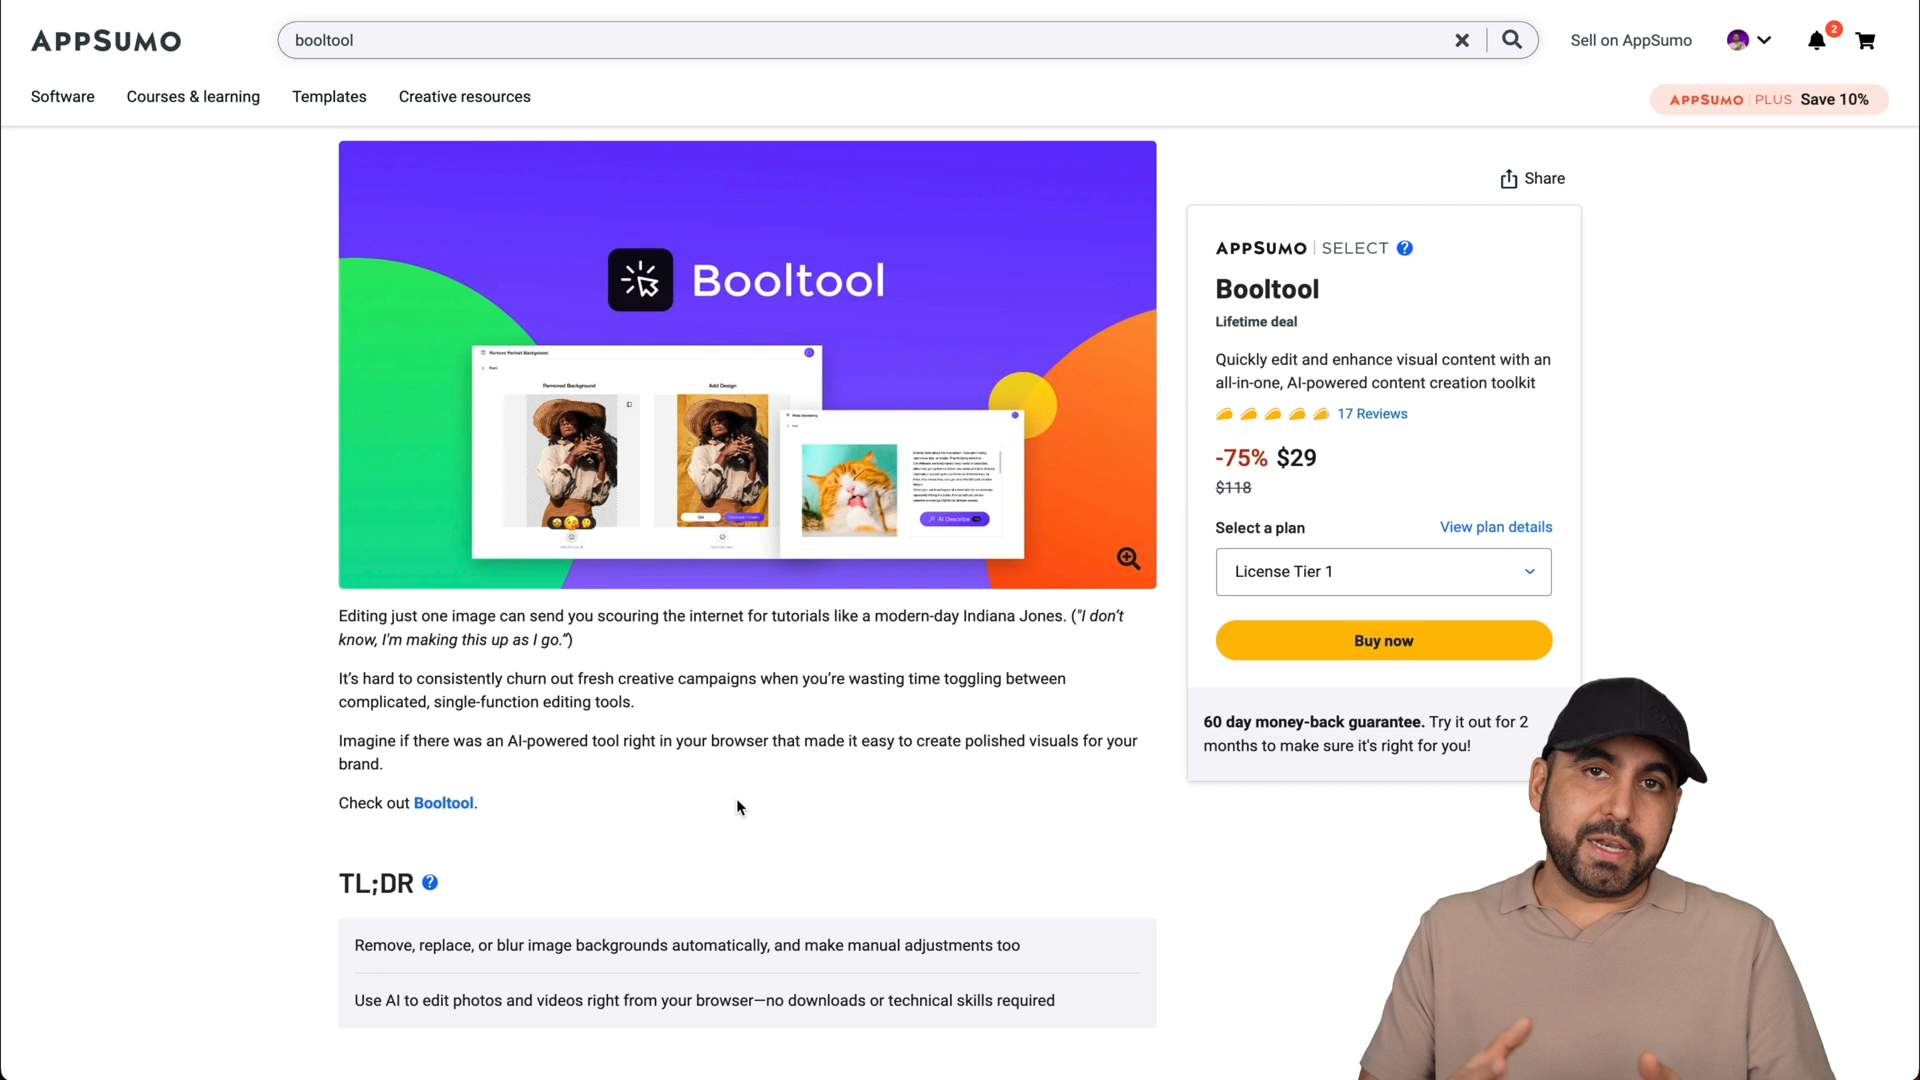 APPSUMO
booltool
Sell on AppSumo
2
Software
Courses & learning
Templates
Creative resources
APPSUMO | PLUS Save 10%
Booltool
Remove Portrait Background
Back
Removed Background
Add Design
AI Describe
Share
APPSUMO | SELECT ?
Booltool
Lifetime deal
Quickly edit and enhance visual content with an
all-in-one, AI-powered content creation toolkit
17 Reviews
-75% $29
$118
Select a plan
View plan details
License Tier 1
Buy now
60 day money-back guarantee. Try it out for 2
months to make sure it's right for you!
Editing just one image can send you scouring the internet for tutorials like a modern-day Indiana Jones. ("I don't
know, I'm making this up as I go.")
It's hard to consistently churn out fresh creative campaigns when you're wasting time toggling between
complicated, single-function editing tools.
Imagine if there was an AI-powered tool right in your browser that made it easy to create polished visuals for your
brand.
Check out Booltool.
TL;DR ?
Remove, replace, or blur image backgrounds automatically, and make manual adjustments too
Use AI to edit photos and videos right from your browser—no downloads or technical skills required